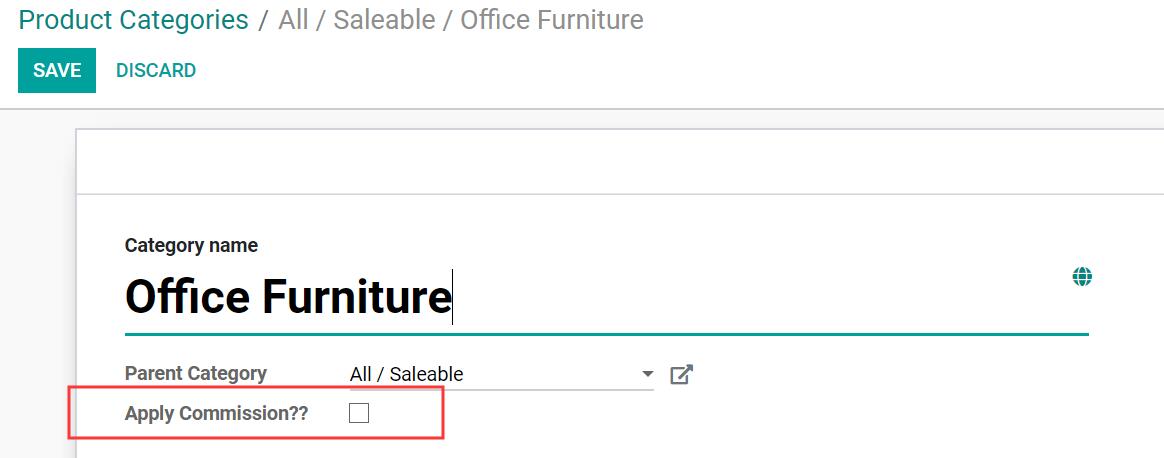 Product Categories / All / Saleable / Office Furniture
SAVE DISCARD
Category name
Office Furniture
Parent Category All / Saleable
Apply Commission??